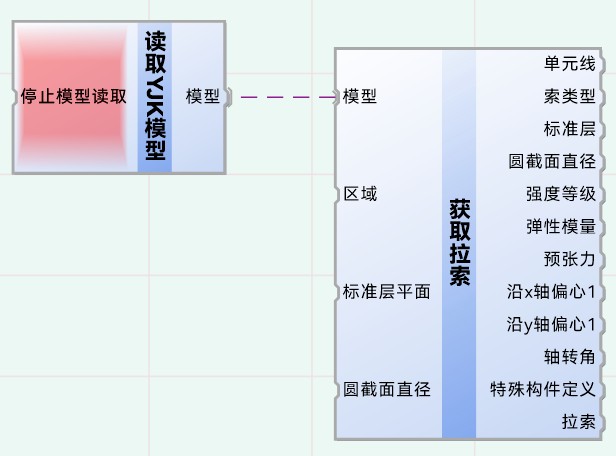 停止模型读取
读取YJK模型
模型
模型
区域
标准层平面
圆截面直径
获取拉索
单元线
索类型
标准层
圆截面直径
强度等级
弹性模量
预张力
沿x轴偏心1
沿y轴偏心1
轴转角
特殊构件定义
拉索